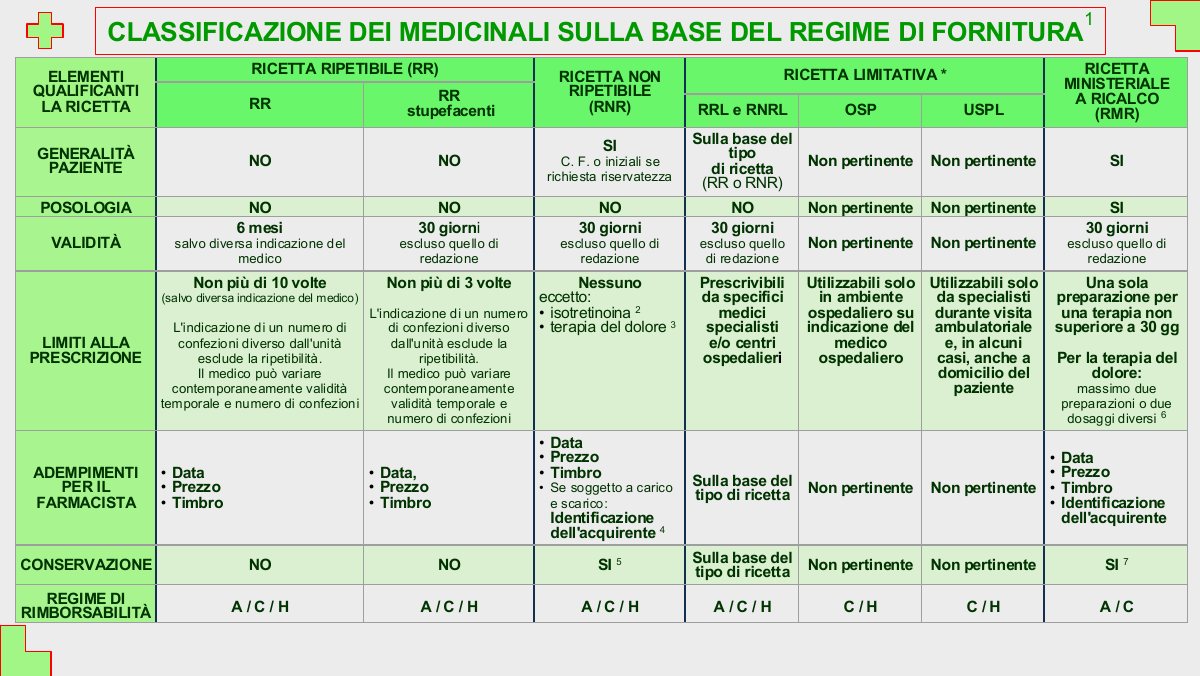 CLASSIFICAZIONE DEI MEDICINALI SULLA BASE DEL REGIME DI FORNITURA 1
ELEMENTI
QUALIFICANTI
LA RICETTA
RICETTA RIPETIBILE (RR)
RR
RR
stupefacenti
RICETTA NON
RIPETIBILE
(RNR)
RICETTA LIMITATIVA *
RRL e RNRL
OSP
USPL
RICETTA
MINISTERIALE
A RICALCO
(RMR)
GENERALITÀ
PAZIENTE
NO
NO
SI
C. F. o iniziali se
richiesta riservatezza
Sulla base del
tipo
di ricetta
(RR o RNR)
Non pertinente
Non pertinente
SI
POSOLOGIA
NO
NO
NO
NO
Non pertinente
Non pertinente
SI
VALIDITÀ
6 mesi
salvo diversa indicazione del
medico
30 giorni
escluso quello di
redazione
30 giorni
escluso quello di
redazione
30 giorni
escluso quello
di redazione
Non pertinente
Non pertinente
30 giorni
escluso quello di
redazione
LIMITI ALLA
PRESCRIZIONE
Non più di 10 volte
(salvo diversa indicazione del medico)
L'indicazione di un numero di
confezioni diverso dall'unità
esclude la ripetibilità.
Il medico può variare
contemporaneamente validità
temporale e numero di confezioni
Non più di 3 volte
L'indicazione di un numero
di confezioni diverso
dall'unità esclude la
ripetibilità.
Il medico può variare
contemporaneamente
validità temporale e
numero di confezioni
Nessuno
eccetto:
• isotretinoina 2
• terapia del dolore 3
Prescrivibili
da specifici
medici
specialisti
e/o centri
ospedalieri
Utilizzabili solo
in ambiente
ospedaliero su
indicazione del
medico
ospedaliero
Utilizzabili solo
da specialisti
durante visita
ambulatoriale
e, in alcuni
casi, anche a
domicilio del
paziente
Una sola
preparazione per
una terapia non
superiore a 30 gg
Per la terapia del
dolore:
massimo due
preparazioni o due
dosaggi diversi 6
ADEMPIMENTI
PER IL
FARMACISTA
• Data
• Prezzo
• Timbro
• Data,
• Prezzo
• Timbro
• Data
• Prezzo
• Timbro
• Se soggetto a carico
e scarico:
Identificazione
dell'acquirente 4
Sulla base del
tipo di ricetta
Non pertinente
Non pertinente
• Data
• Prezzo
• Timbro
• Identificazione
dell'acquirente
CONSERVAZIONE
NO
NO
SI 5
Sulla base del
tipo di ricetta
Non pertinente
Non pertinente
SI 7
REGIME DI
RIMBORSABILITÀ
A / C / H
A / C / H
A / C / H
A / C / H
C / H
C / H
A / C